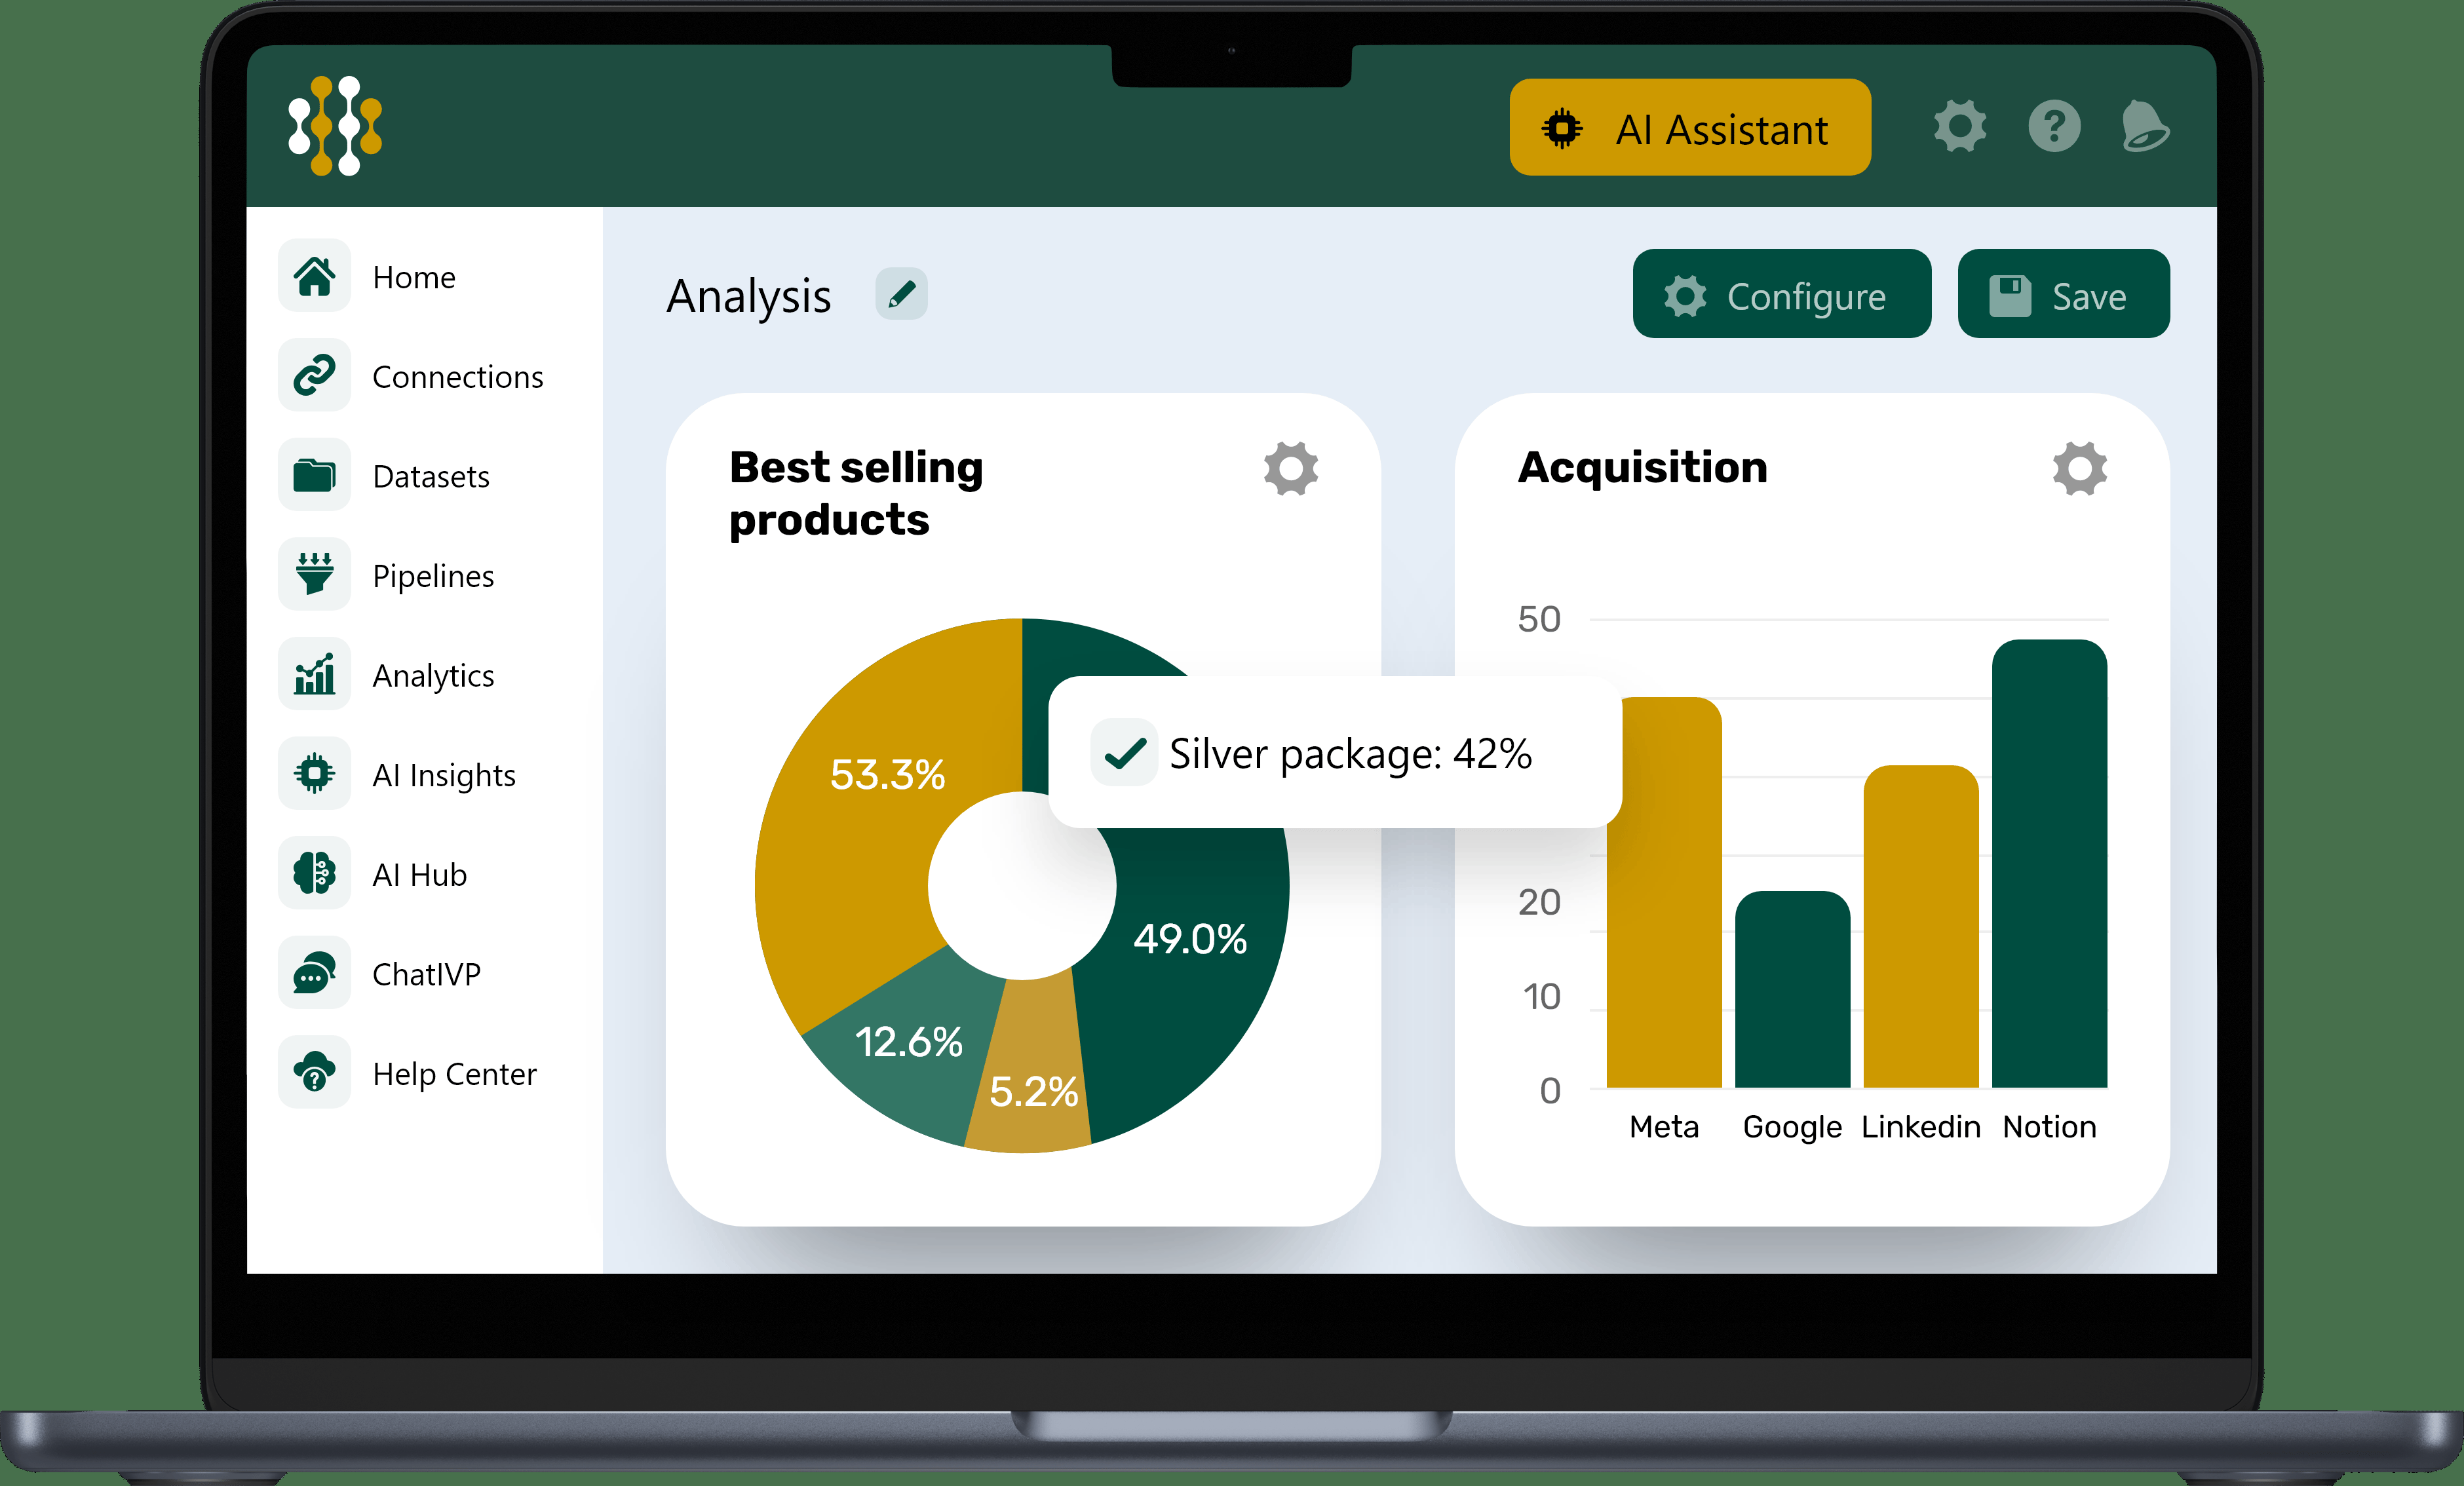 AI Assistant
Home
Connections
Datasets
Pipelines
Analytics
AI Insights
AI Hub
ChatIVP
Help Center
Analysis
Configure
Save
Best selling
products
53.3%
49.0%
12.6%
5.2%
Silver package: 42%
Acquisition
50
20
10
0
Meta
Google
Linkedin
Notion